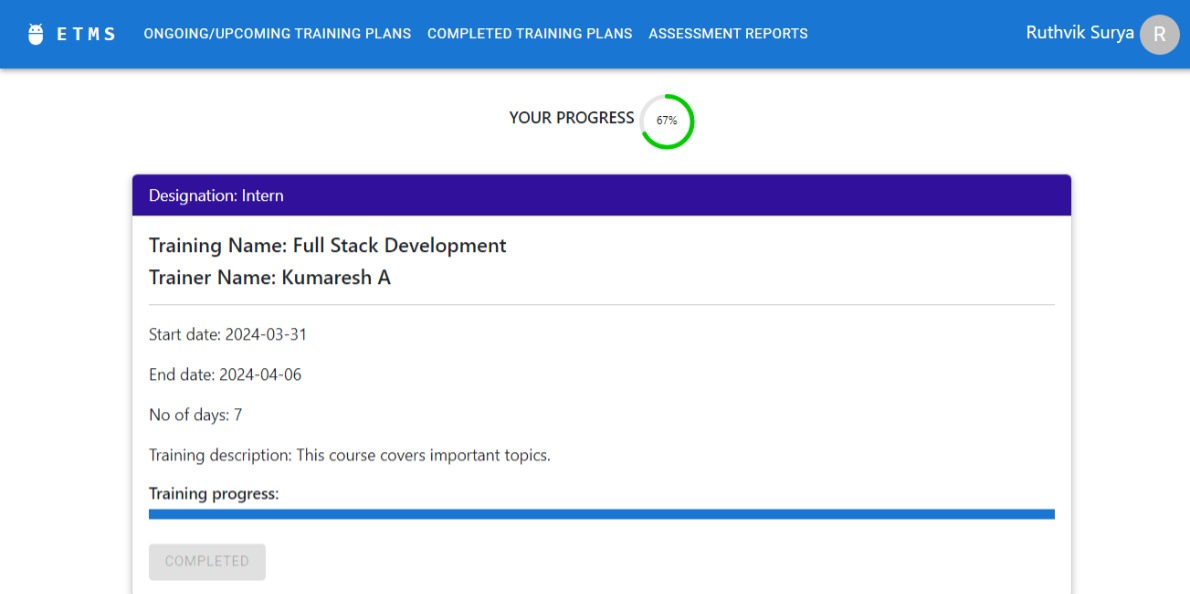 ETMS ONGOING/UPCOMING TRAINING PLANS COMPLETED TRAINING PLANS ASSESSMENT REPORTS Ruthvik Surya R
YOUR PROGRESS 67%
Designation: Intern
Training Name: Full Stack Development
Trainer Name: Kumaresh A
Start date: 2024-03-31
End date: 2024-04-06
No of days: 7
Training description: This course covers important topics.
Training progress:
COMPLETED